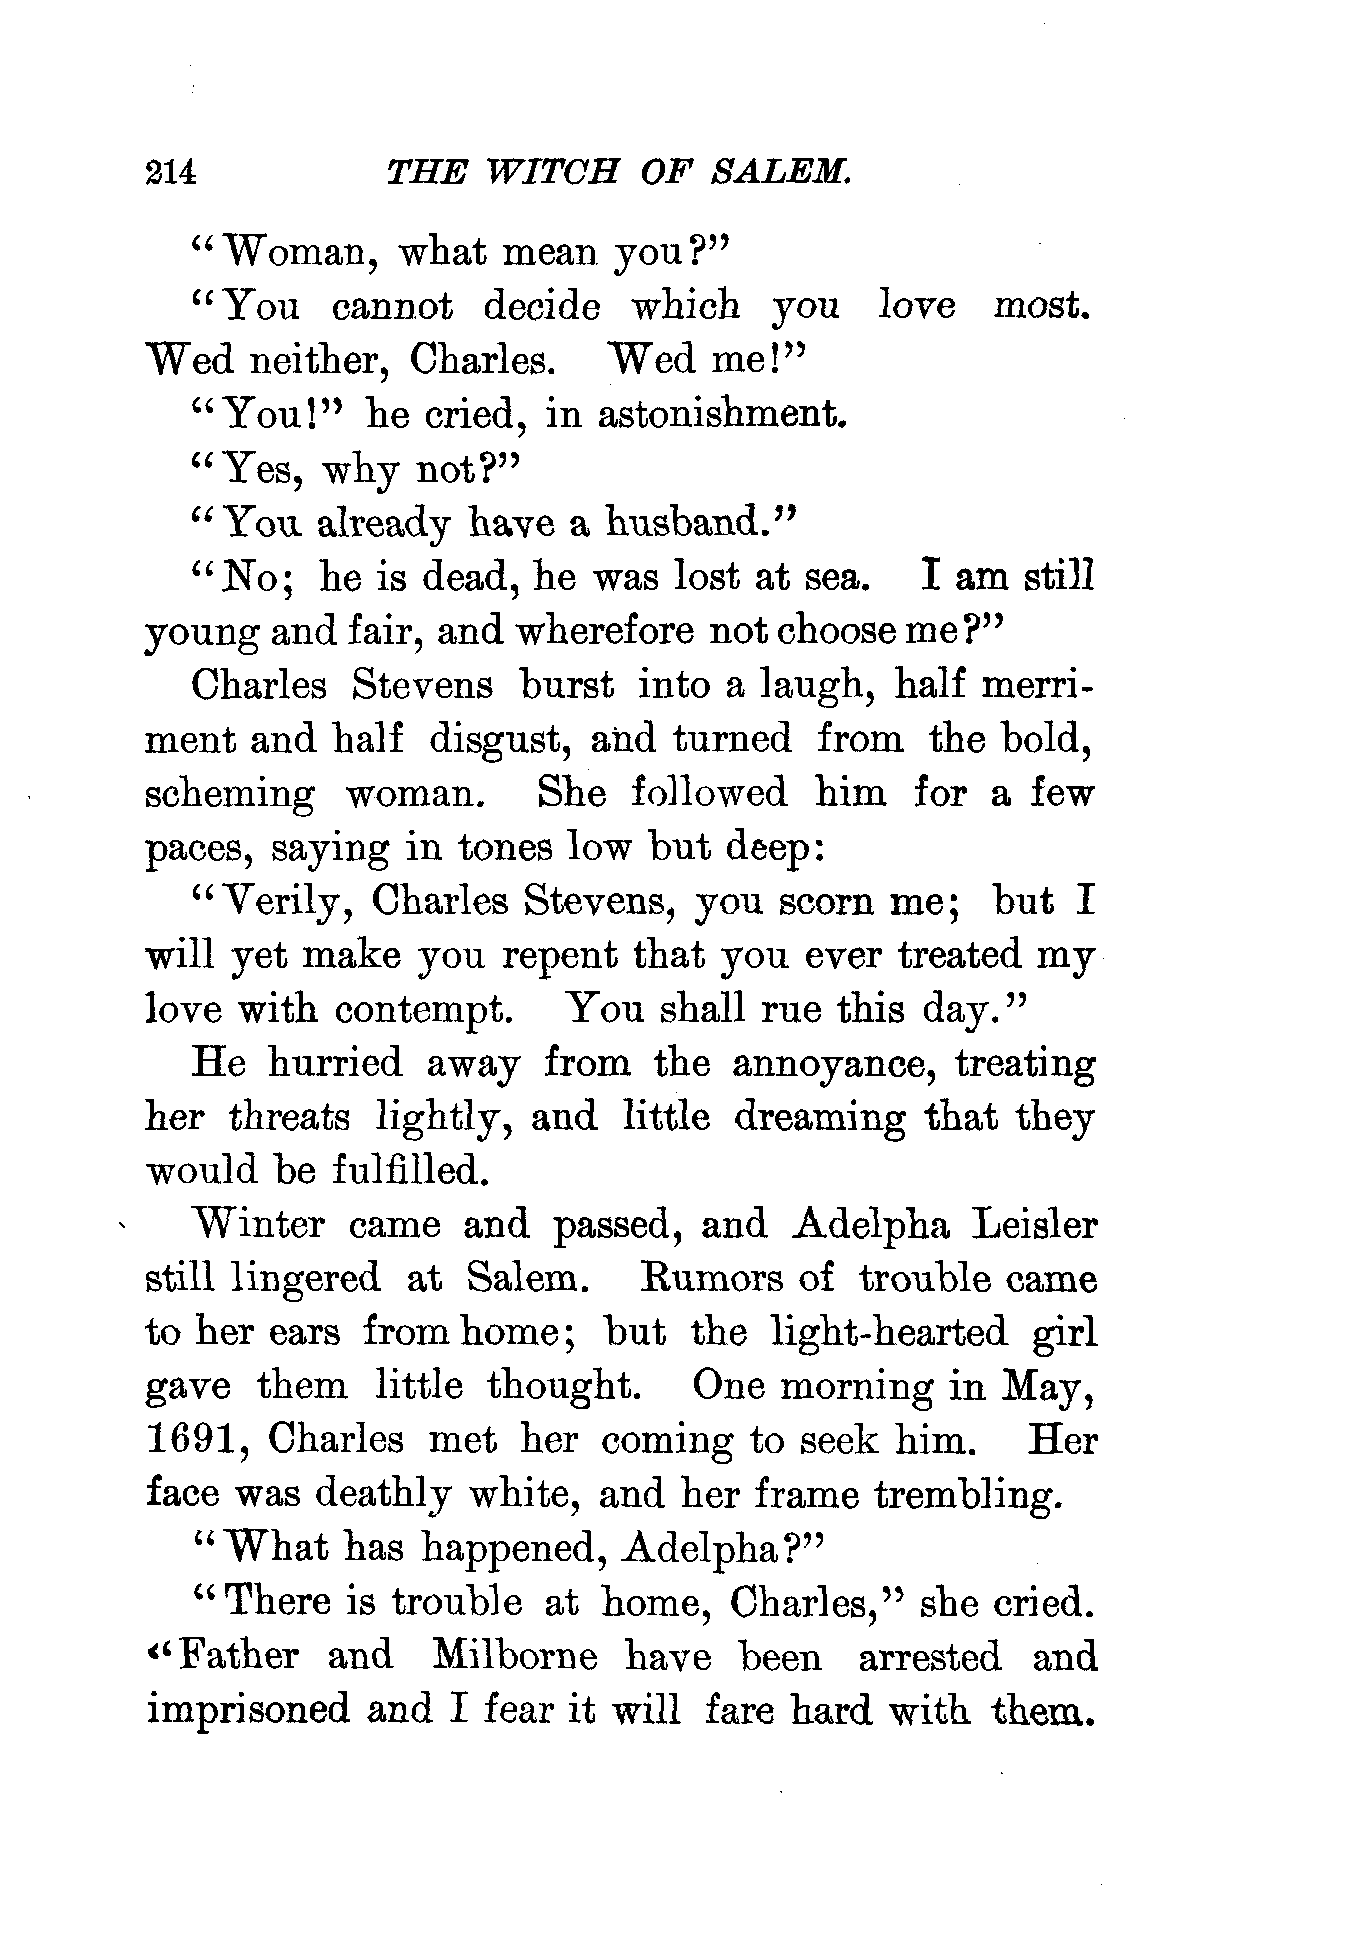 214 THE WITCH OF SALEM.
"Woman, what mean you?"
"You cannot decide which you love most.
Wed neither, Charles. Wed me!"
"You!" he cried, in astonishment.
"Yes, why not?"
"You already have a husband."
"No; he is dead, he was lost at sea. I am still
young and fair, and wherefore not choose me?"
Charles Stevens burst into a laugh, half merri-
ment and half disgust, and turned from the bold,
scheming woman. She followed him for a few
paces, saying in tones low but deep:
"Verily, Charles Stevens, you scorn me; but I
will yet make you repent that you ever treated my
love with contempt. You shall rue this day."
He hurried away from the annoyance, treating
her threats lightly, and little dreaming that they
would be fulfilled.
Winter came and passed, and Adelpha Leisler
still lingered at Salem. Rumors of trouble came
to her ears from home; but the light-hearted girl
gave them little thought. One morning in May,
1691, Charles met her coming to seek him. Her
face was deathly white, and her frame trembling.
"What has happened, Adelpha?"
"There is trouble at home, Charles," she cried.
"Father and Milborne have been arrested and
imprisoned and I fear it will fare hard with them.